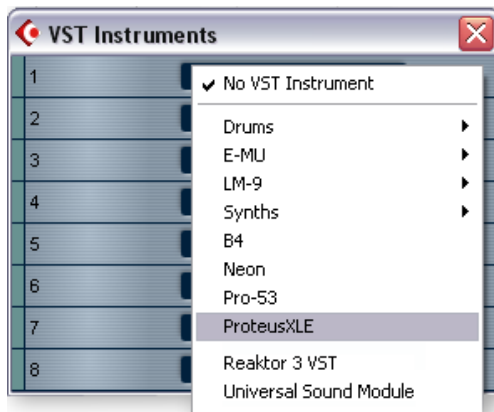 VST Instruments
1
2
3
4
5
6
7
8
No VST Instrument
Drums
E-MU
LM-9
Synths
B4
Neon
Pro-53
ProteusXLE
Reaktor 3 VST
Universal Sound Module